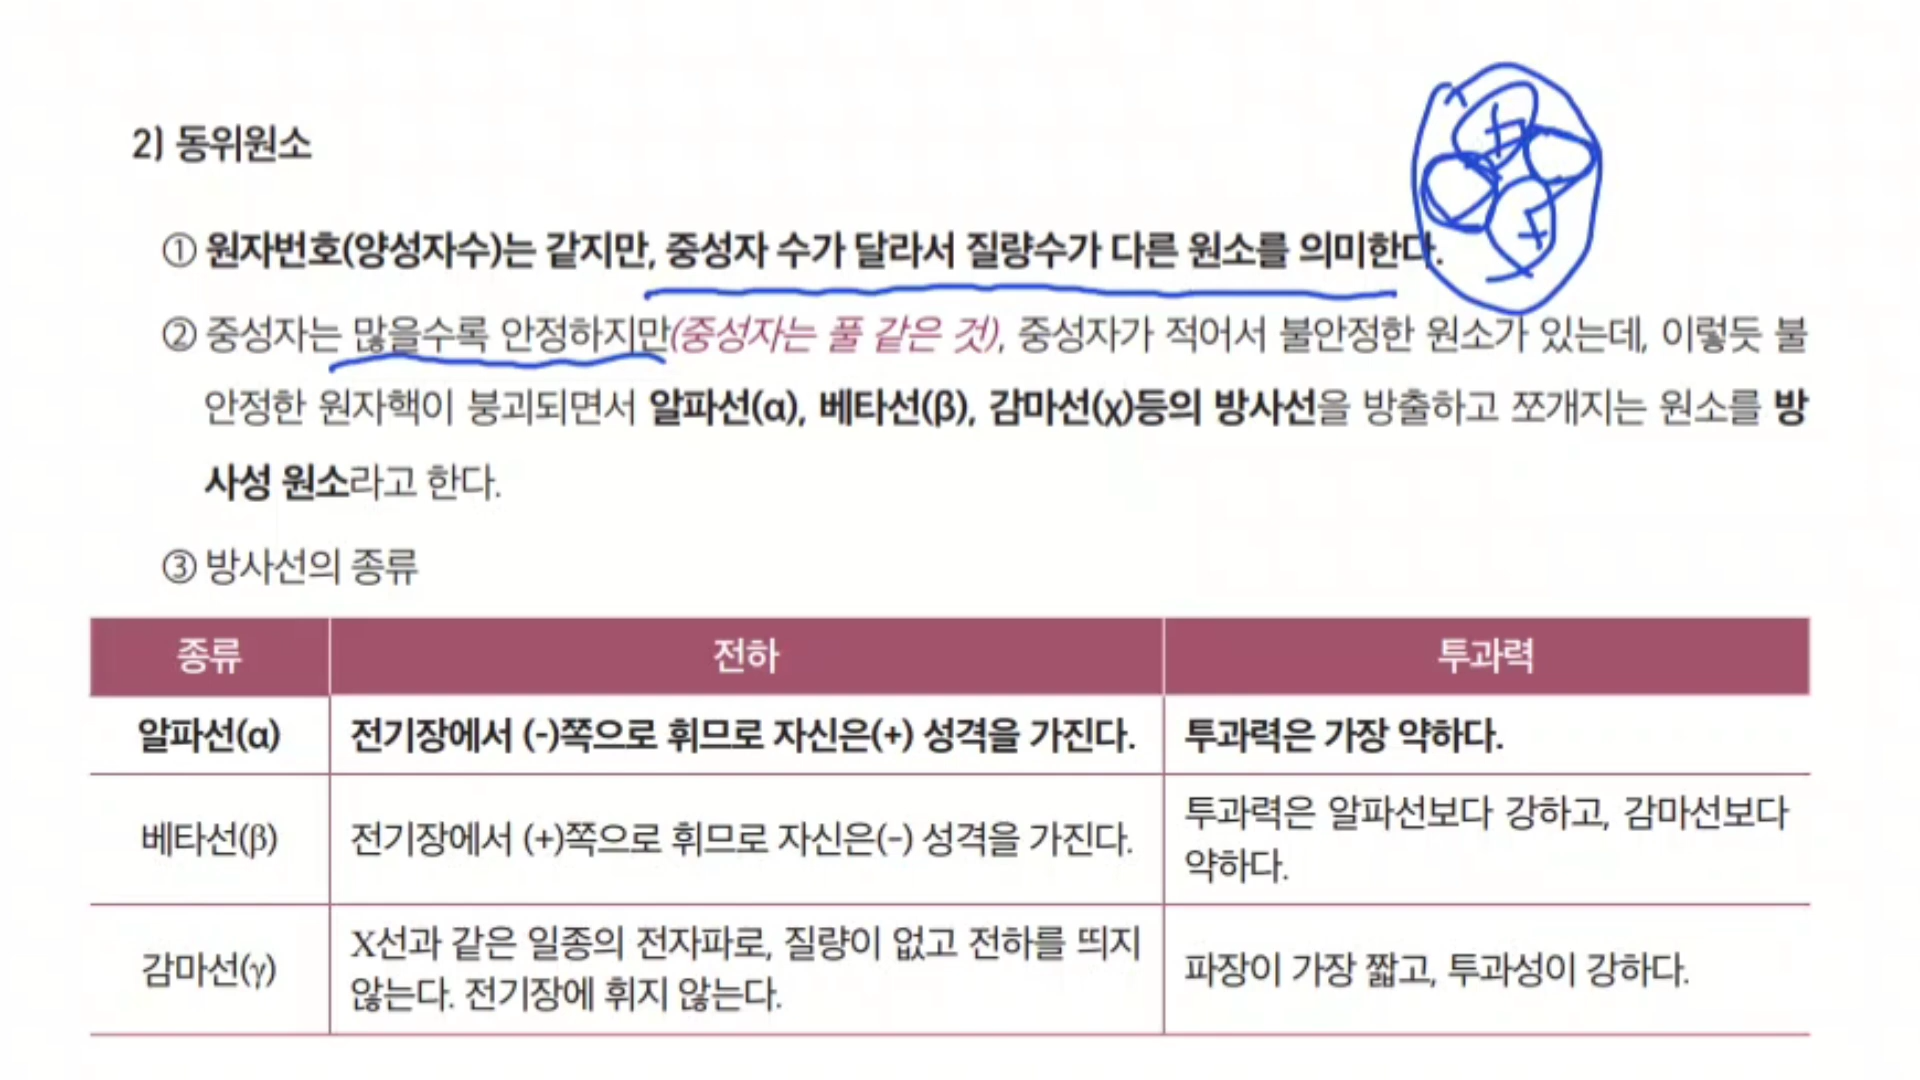 2) 동위원소
① 원자번호(양성자수)는 같지만, 중성자 수가 달라서 질량수가 다른 원소를 의미한다.
② 중성자는 많을수록 안정하지만(중성자는 풀 같은 것), 중성자가 적어서 불안정한 원소가 있는데, 이렇듯 불
안정한 원자핵이 붕괴되면서 알파선(α), 베타선(β), 감마선(χ)등의 방사선을 방출하고 쪼개지는 원소를 방
사성 원소라고 한다.
③ 방사선의 종류
종류 전하 투과력
알파선(α) 전기장에서 (-)쪽으로 휘므로 자신은(+) 성격을 가진다. 투과력은 가장 약하다.
베타선(β) 전기장에서 (+)쪽으로 휘므로 자신은(-) 성격을 가진다. 투과력은 알파선보다 강하고, 감마선보다
약하다.
감마선(γ) X선과 같은 일종의 전자파로, 질량이 없고 전하를 띄지
않는다. 전기장에 휘지 않는다. 파장이 가장 짧고, 투과성이 강하다.